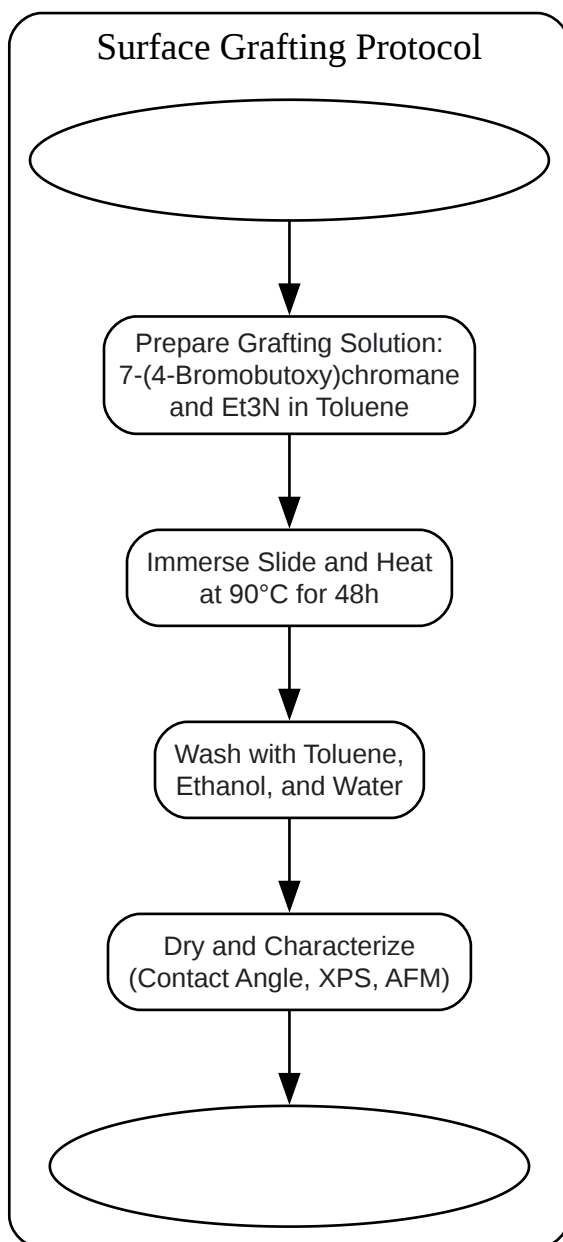 Surface Grafting Protocol
Prepare Grafting Solution:
7-(4-Bromobutoxy)chromane
and Et3N in Toluene
Immerse Slide and Heat
at 90°C for 48h
Wash with Toluene,
Ethanol, and Water
Dry and Characterize
(Contact Angle, XPS, AFM)